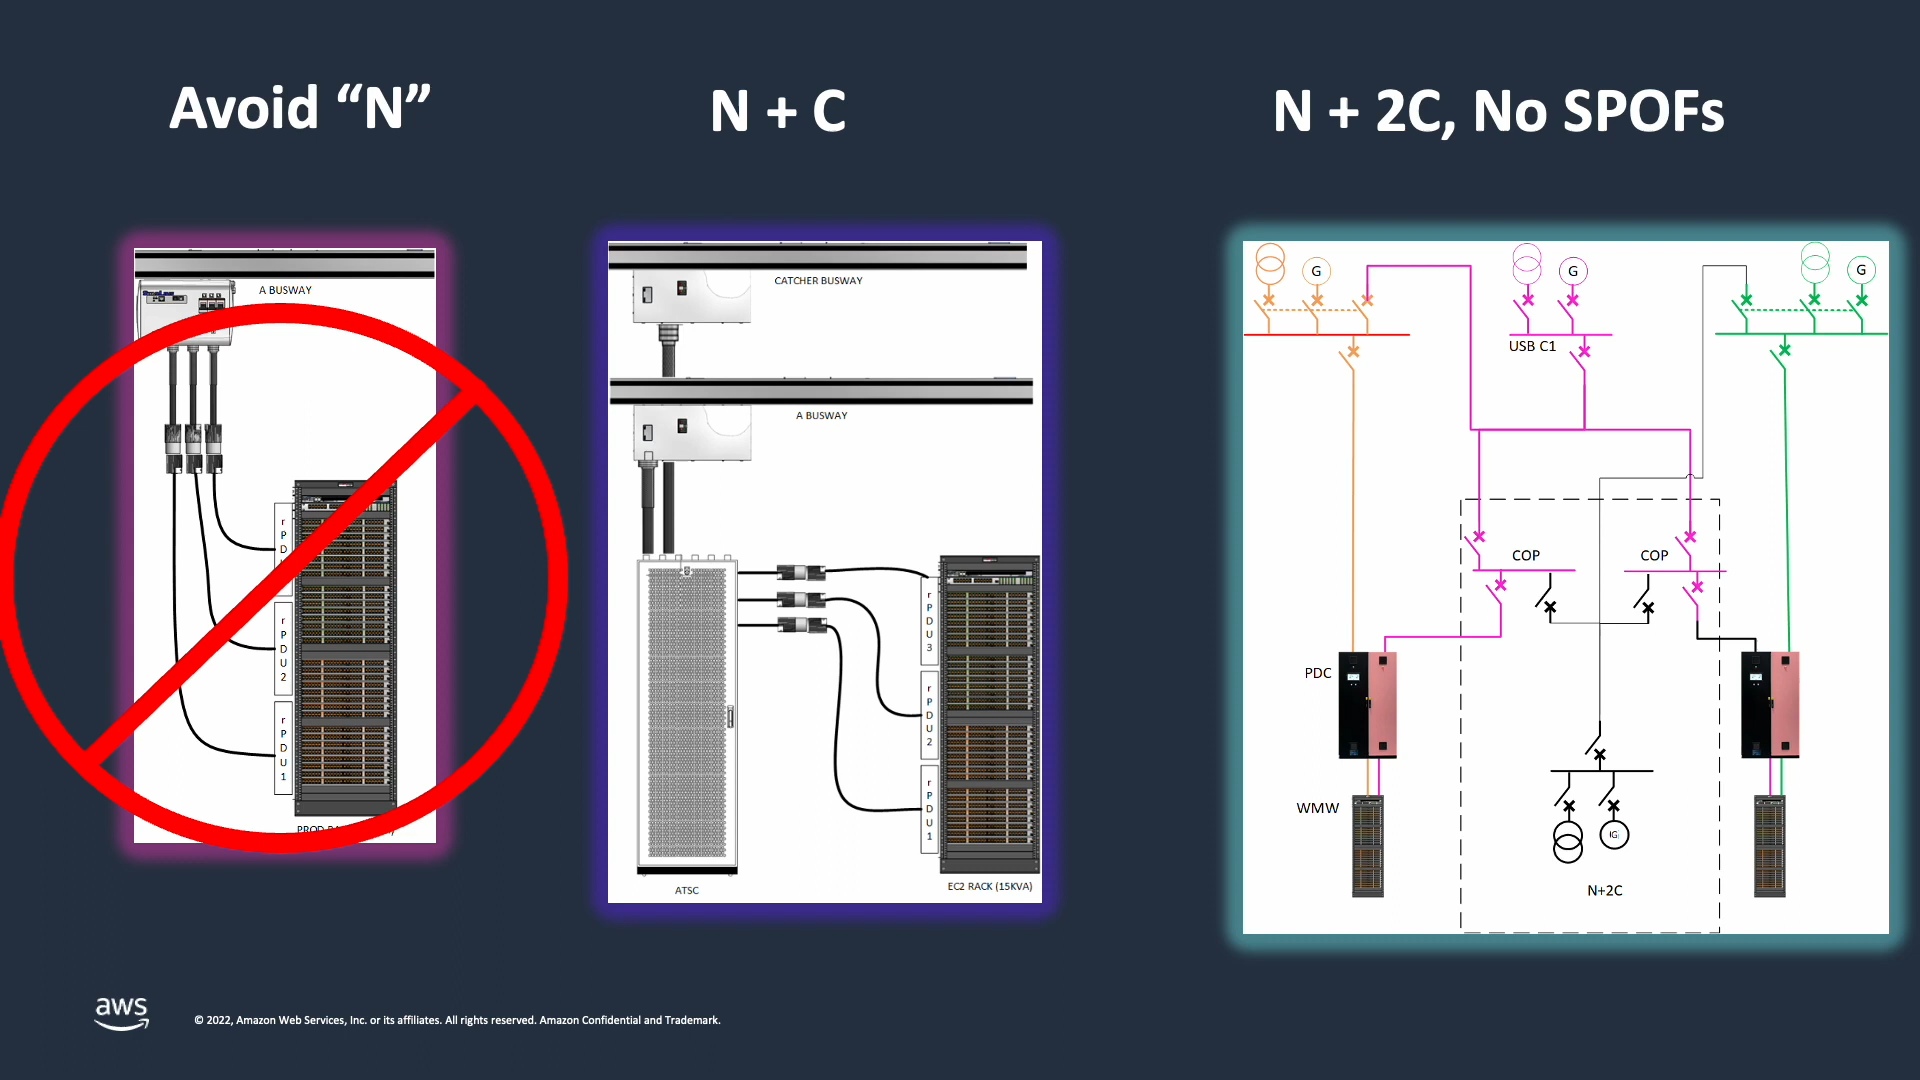 Avoid “N”
N + C
N + 2C, No SPOFs
A BUSWAY
r
P
D
r
P
D
U
2
r
P
D
U
1
CATCHER BUSWAY
A BUSWAY
r
P
D
U
3
r
P
D
U
2
r
P
D
U
1
ATSC
EC2 RACK (15KVA)
G
G
G
USB C1
COP
COP
PDC
WMW
IG
N+2C
aws
© 2022, Amazon Web Services, Inc. or its affiliates. All rights reserved. Amazon Confidential and Trademark.